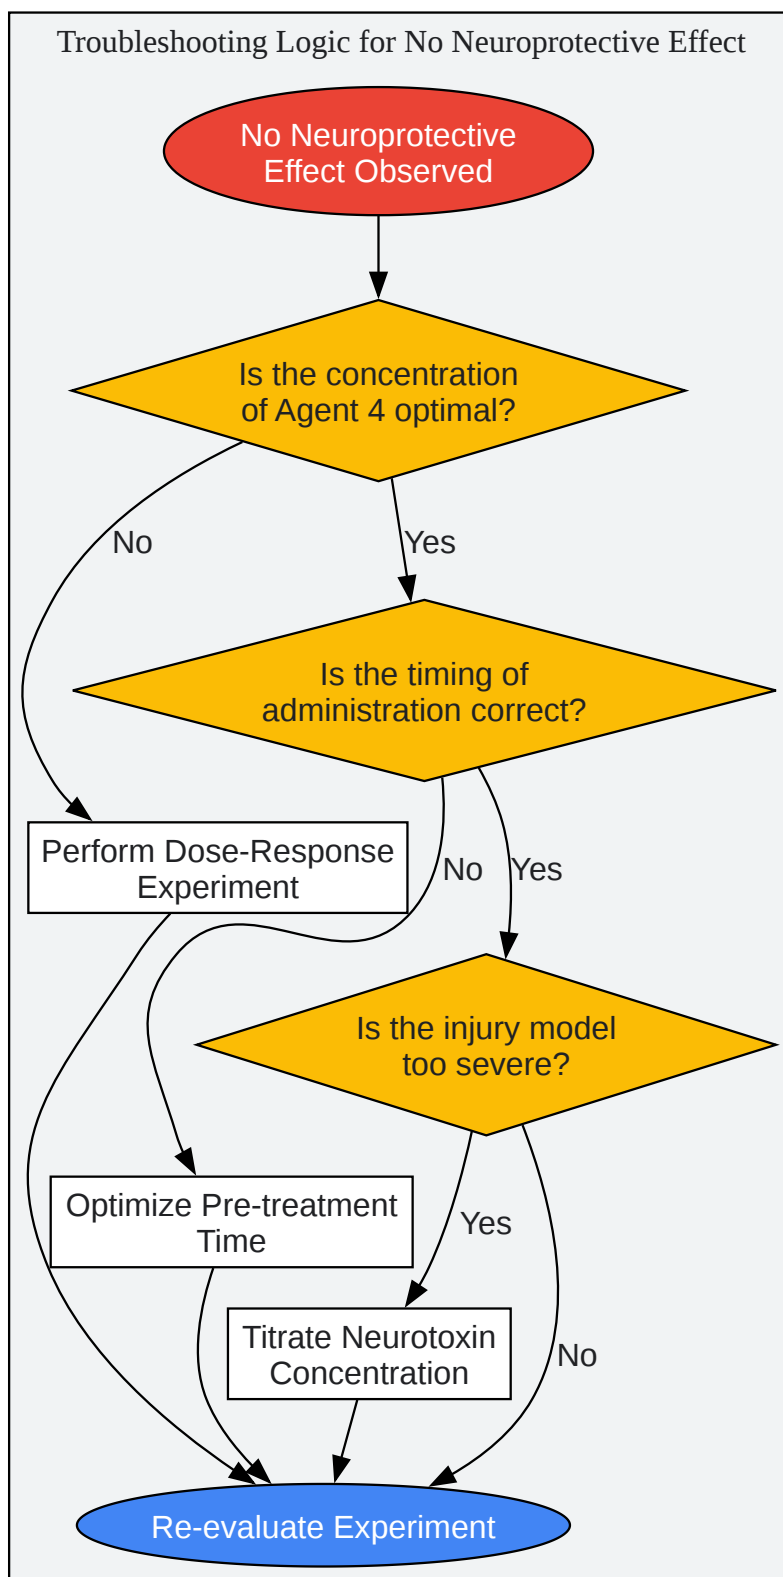 Troubleshooting Logic for No Neuroprotective Effect
No Neuroprotective
Effect Observed
Is the concentration
of Agent 4 optimal?
No
Yes
Is the timing of
administration correct?
Perform Dose-Response
Experiment
No
Yes
Is the injury model
too severe?
Optimize Pre-treatment
Time
Yes
Titrate Neurotoxin
Concentration
No
Re-evaluate Experiment